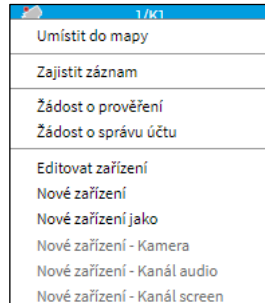 1/K1
Umístit do mapy
Zajistit záznam
Žádost o prověření
Žádost o správu účtu
Editovat zařízení
Nové zařízení
Nové zařízení jako
Nové zařízení - Kamera
Nové zařízení - Kanál audio
Nové zařízení - Kanál screen